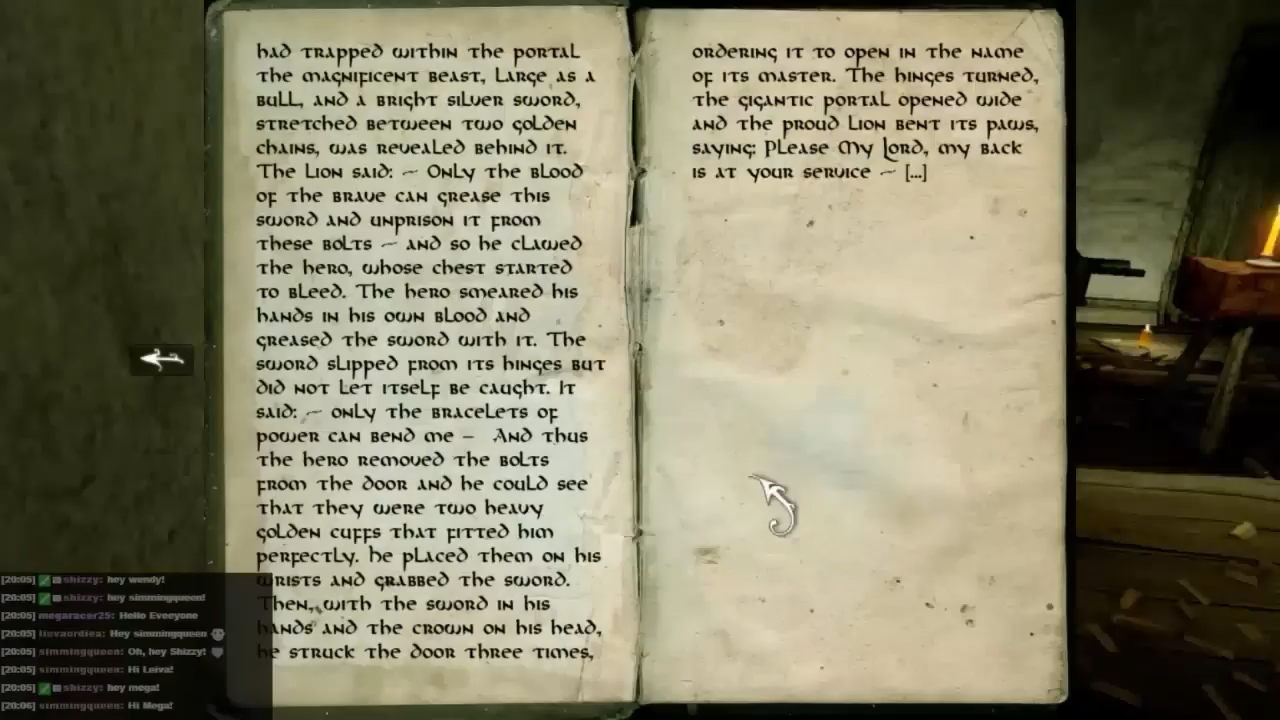 had trapped within the portal
the magnificent beast, large as a
bull, and a bright silver sword,
stretched between two golden
chains, was revealed behind it.
The Lion said: ~ Only the blood
of the brave can grease this
sword and unprison it from
these bolts ~ and so he clawed
the hero, whose chest started
to bleed. The hero smeared his
hands in his own blood and
greased the sword with it. The
sword slipped from its hinges but
did not let itself be caught. It
said: ~ only the bracelets of
power can bend me – And thus
the hero removed the bolts
from the door and he could see
that they were two heavy
golden cuffs that fitted him
perfectly. He placed them on his
wrists and grabbed the sword.
Then, with the sword in his
hands and the crown on his head,
he struck the door three times,
ordering it to open in the name
of its master. The hinges turned,
the gigantic portal opened wide
and the proud Lion bent its paws,
saying: Please My Lord, my back
is at your service ~ [...]
[20:05] shizzy: hey wendy!
[20:05] shizzy: hey simmingqueen!
[20:05] megaracer25: Hello Eveeyone
[20:05] lievaordiea: Hey simmingqueen
[20:05] simmingqueen: Oh, hey Shizzy!
[20:05] simmingqueen: Hi Leiva!
[20:05] shizzy: hey mega!
[20:06] simmingqueen: Hi Mega!